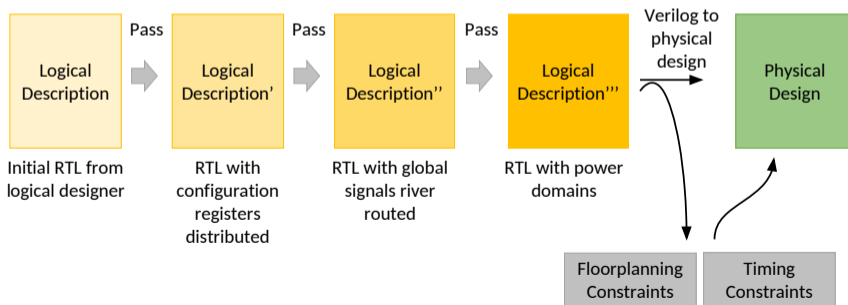 Pass
Pass
Pass
Verilog to
physical
design
Logical
Description
Logical
Description'
Logical
Description''
Logical
Description'''
Physical
Design
Initial RTL from
logical designer
RTL with
configuration
registers
distributed
RTL with global
signals river
routed
RTL with power
domains
Floorplanning
Constraints
Timing
Constraints